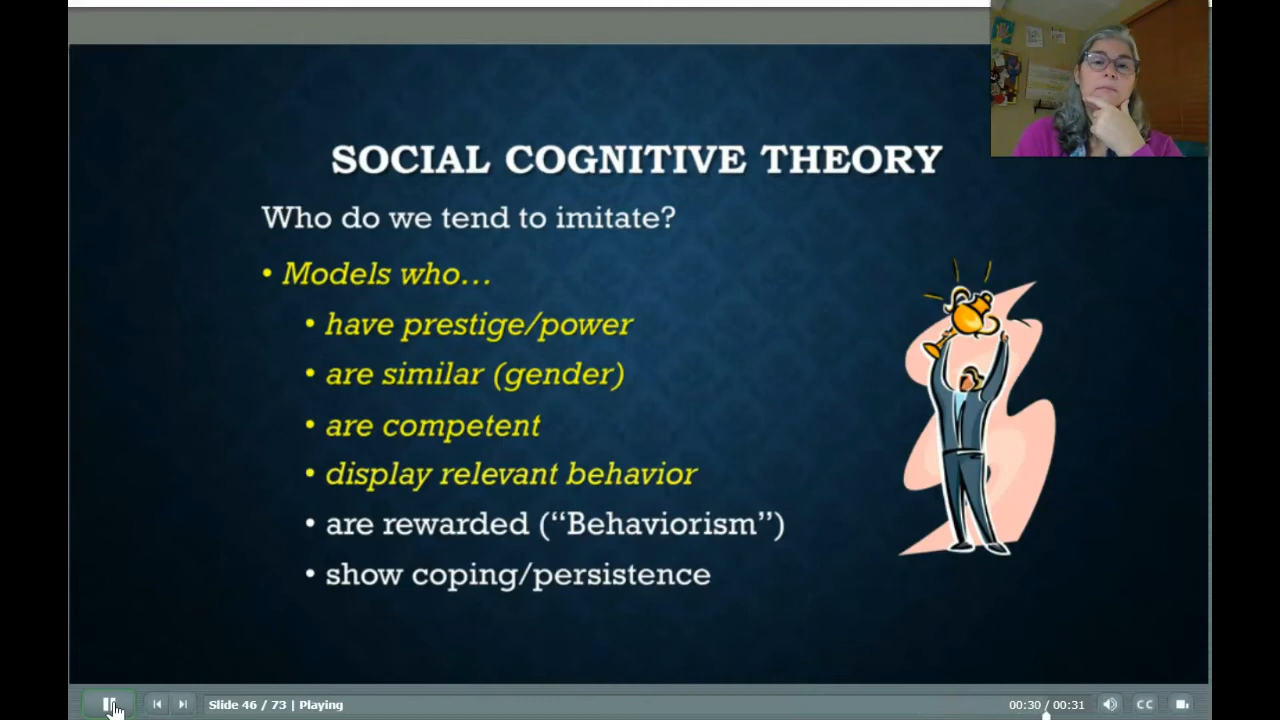 SOCIAL COGNITIVE THEORY
Who do we tend to imitate?
• Models who…
• have prestige/power
• are similar (gender)
• are competent
• display relevant behavior
• are rewarded (“Behaviorism”)
• show coping/persistence
Slide 46 / 73 | Playing
00:30 / 00:31
CC